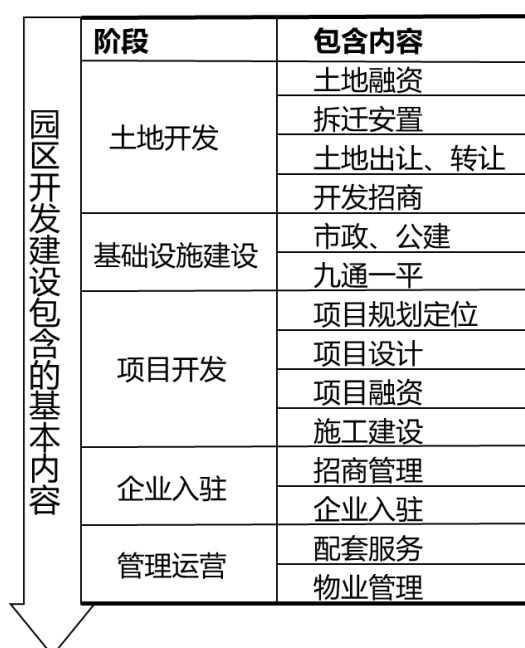 园区开发建设包含的基本内容
阶段 包含内容
土地开发
土地融资
拆迁安置
土地出让、转让
开发招商
基础设施建设
市政、公建
九通一平
项目开发
项目规划定位
项目设计
项目融资
施工建设
企业入驻
招商管理
企业入驻
管理运营
配套服务
物业管理